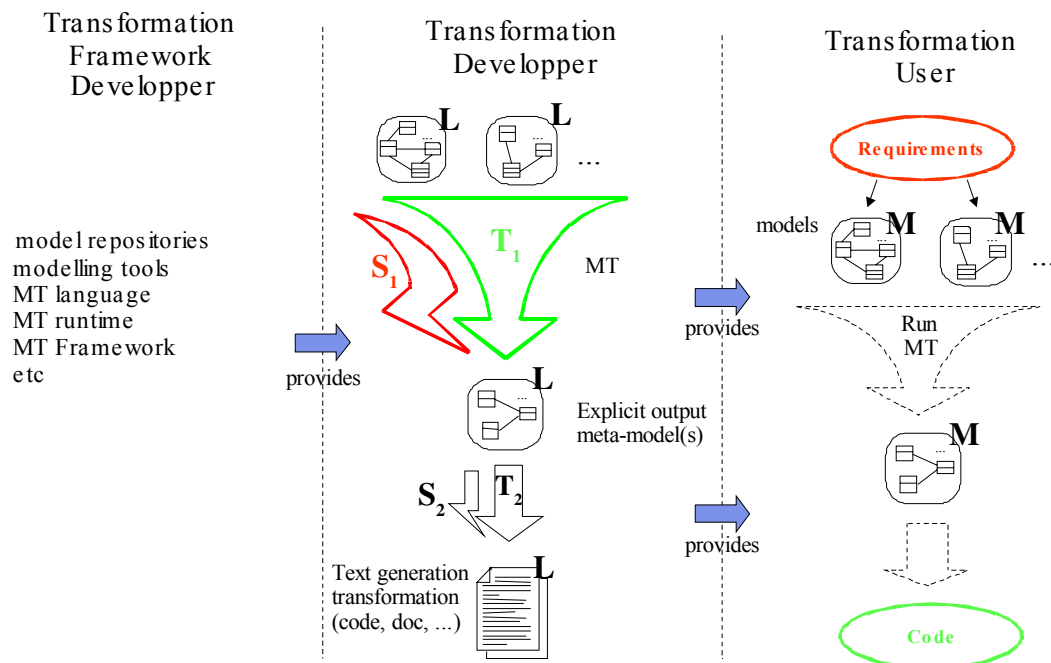 Transformation
Framework
Developper
model repositories
modelling tools
MT language
MT runtime
MT Framework
etc
provides
Transformation
Developper
L
...
L
...
...
S1
T1
MT
L
...
Explicit output
meta-model(s)
S2
T2
Text generation
transformation
(code, doc, ...)
L
provides
provides
Transformation
User
Requirements
models
M
...
M
...
...
Run
MT
M
...
Code